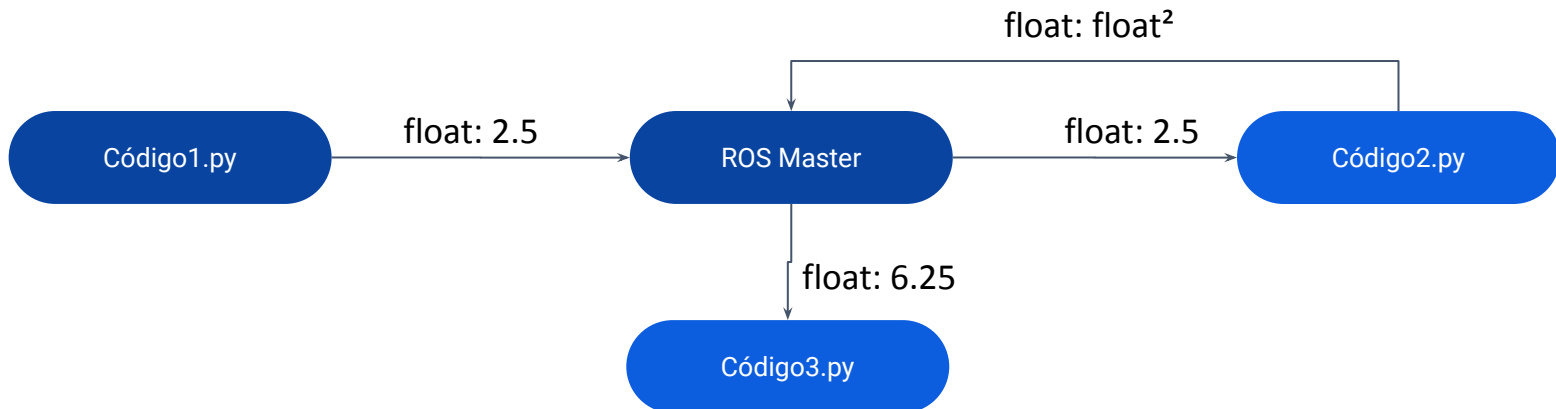 float: float²
float: 2.5
float: 2.5
Código1.py
ROS Master
Código2.py
float: 6.25
Código3.py